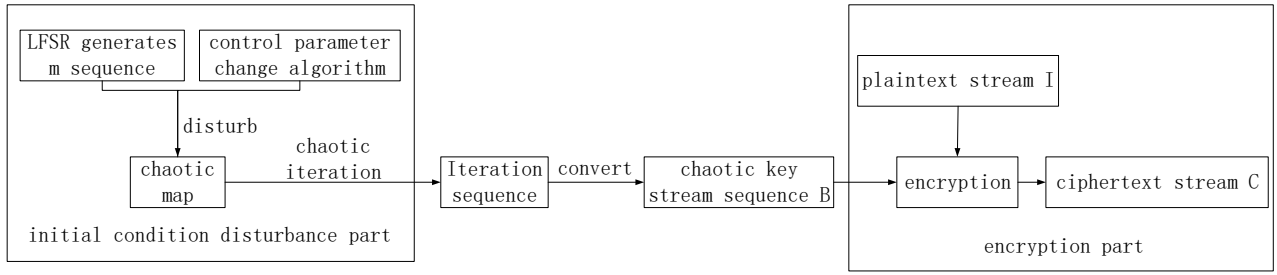 LFSR generates
m sequence
control parameter
change algorithm
disturb
chaotic
map
chaotic
iteration
initial condition disturbance part
Iteration
sequence
convert
chaotic key
stream sequence B
plaintext stream I
encryption
ciphertext stream C
encryption part